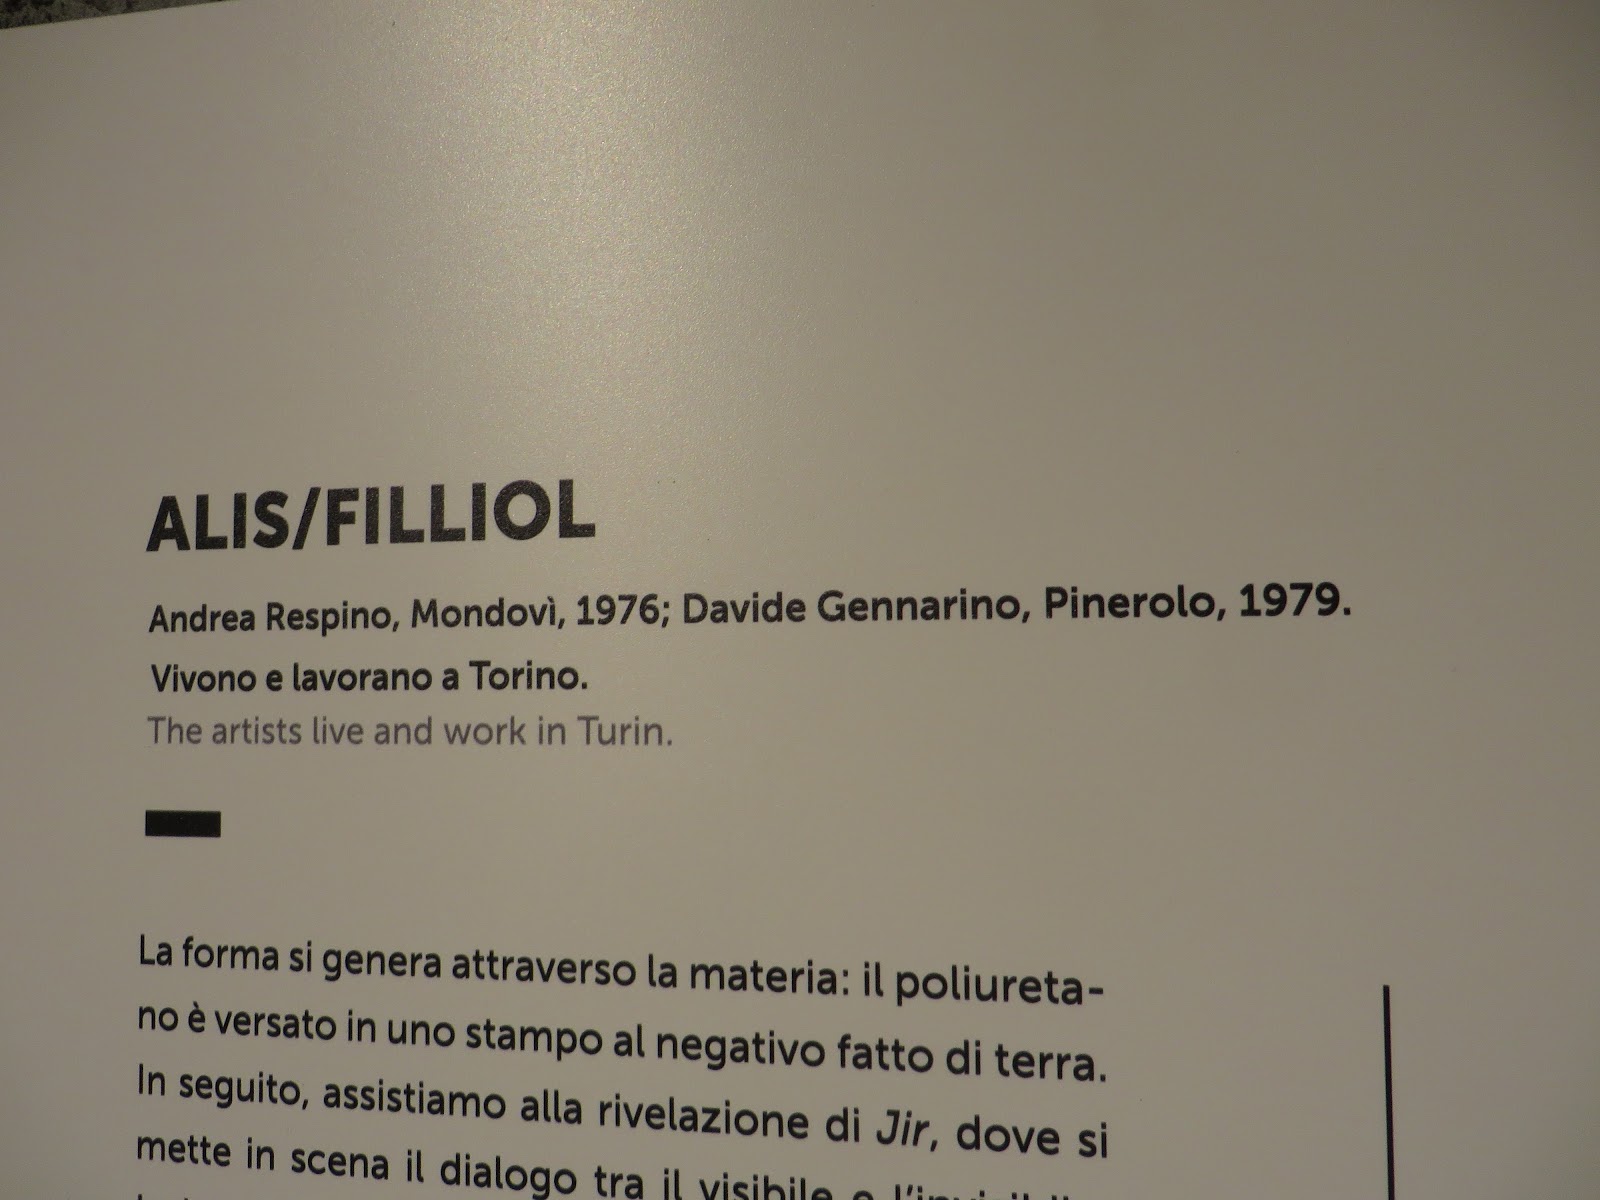 ALIS/FILLIOL
Andrea Respino, Mondovì, 1976; Davide Gennarino, Pinerolo, 1979.
Vivono e lavorano a Torino.
The artists live and work in Turin.
La forma si genera attraverso la materia: il poliureta-
no è versato in uno stampo al negativo fatto di terra.
In seguito, assistiamo alla rivelazione di Jir, dove si
mette in scena il dialogo tra il visibile e